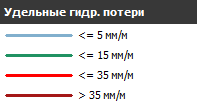 Удельные гидр. потери
<= 5 мм/м
<= 15 мм/м
<= 35 мм/м
> 35 мм/м